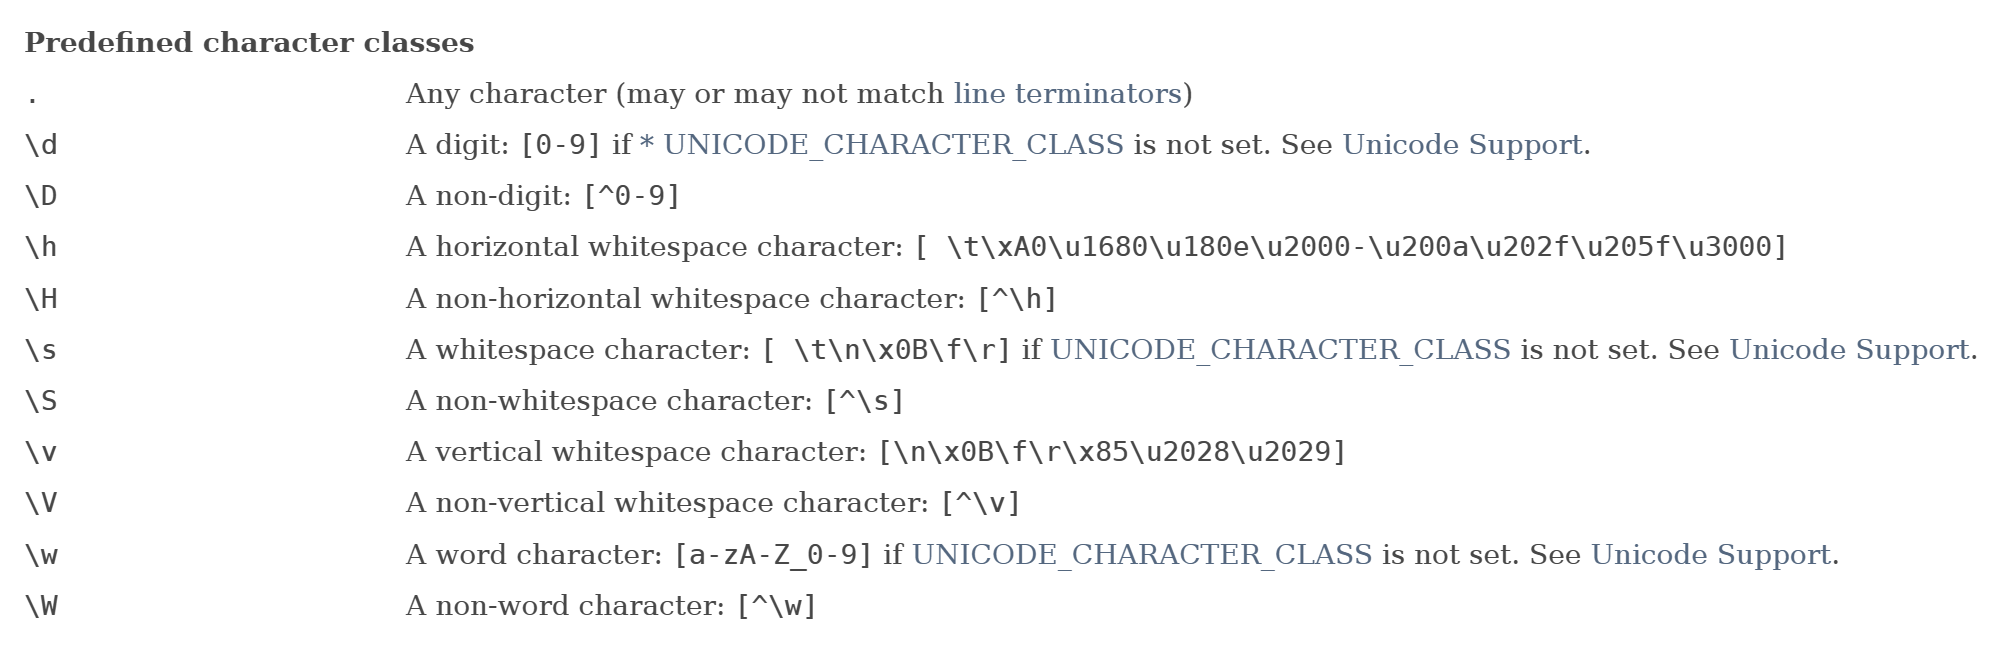 Predefined character classes
. Any character (may or may not match line terminators)
\d A digit: [0-9] if * UNICODE_CHARACTER_CLASS is not set. See Unicode Support.
\D A non-digit: [^0-9]
\h A horizontal whitespace character: [ \t\xA0\u1680\u180e\u2000-\u200a\u202f\u205f\u3000]
\H A non-horizontal whitespace character: [^\h]
\s A whitespace character: [ \t\n\x0B\f\r] if UNICODE_CHARACTER_CLASS is not set. See Unicode Support.
\S A non-whitespace character: [^\s]
\v A vertical whitespace character: [\n\x0B\f\r\x85\u2028\u2029]
\V A non-vertical whitespace character: [^\v]
\w A word character: [a-zA-Z_0-9] if UNICODE_CHARACTER_CLASS is not set. See Unicode Support.
\W A non-word character: [^\w]